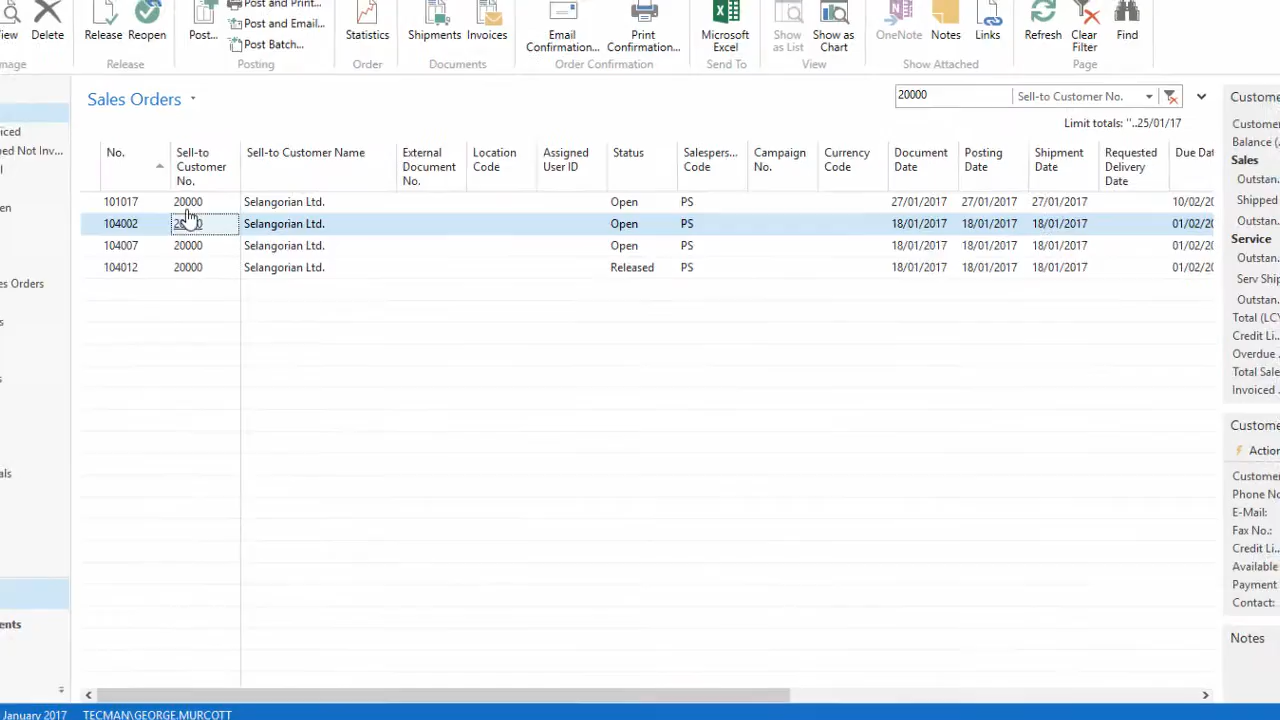 Post and Print...
Delete
Release
Reopen
Post...
Post and Email...
Post Batch...
Statistics
Shipments
Invoices
Email
Confirmation...
Print
Confirmation...
Microsoft
Excel
Show
as List
Show as
Chart
OneNote
Notes
Links
Refresh
Clear
Filter
Find
Release
Posting
Order
Documents
Order Confirmation
Send To
View
Show Attached
Page
Sales Orders
20000
Sell-to Customer No.
Limit totals: ''..25/01/17
No.
Sell-to
Customer
No.
Sell-to Customer Name
External
Document
No.
Location
Code
Assigned
User ID
Status
Salespers...
Code
Campaign
No.
Currency
Code
Document
Date
Posting
Date
Shipment
Date
Requested
Delivery
Date
Due Dat
101017 20000 Selangorian Ltd. Open PS 27/01/2017 27/01/2017 27/01/2017 10/02/20
104002 Selangorian Ltd. Open PS 18/01/2017 18/01/2017 18/01/2017 01/02/20
104007 20000 Selangorian Ltd. Open PS 18/01/2017 18/01/2017 18/01/2017 01/02/20
104012 20000 Selangorian Ltd. Released PS 18/01/2017 18/01/2017 18/01/2017 01/02/20
iced
ped Not Inv...
en
es Orders
als
ents
Custome
Customer
Balance (
Sales
Outstan.
Shipped
Outstan.
Service
Outstan.
Serv Ship
Outstan.
Total (LCY
Credit Li..
Overdue .
Total Sale
Invoiced .
Custome
Action
Customer
Phone No
E-Mail:
Fax No.:
Credit Li..
Available
Payment
Contact:
Notes
January 2017 TECMAN\GEORGE.MURCOTT